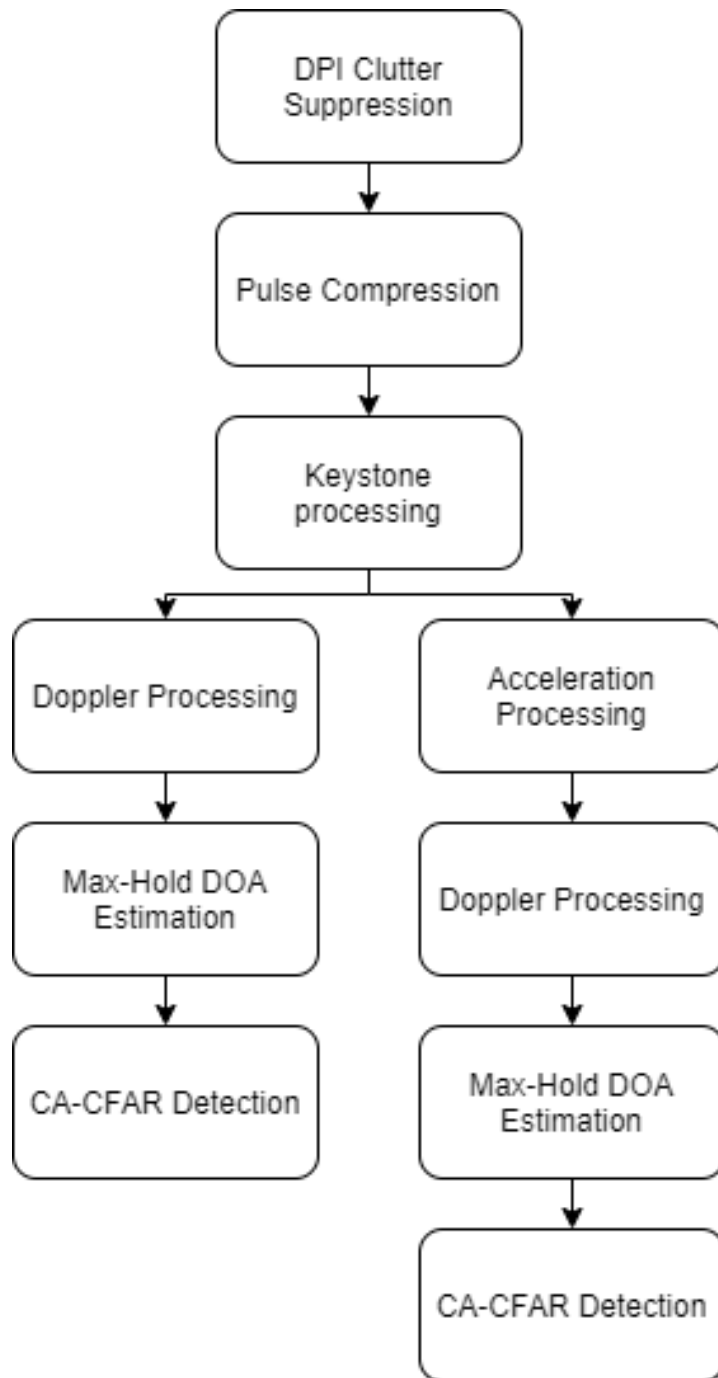 DPI Clutter
Suppression
Pulse Compression
Keystone
processing
Doppler Processing
Max-Hold DOA
Estimation
CA-CFAR Detection
Acceleration
Processing
Doppler Processing
Max-Hold DOA
Estimation
CA-CFAR Detection